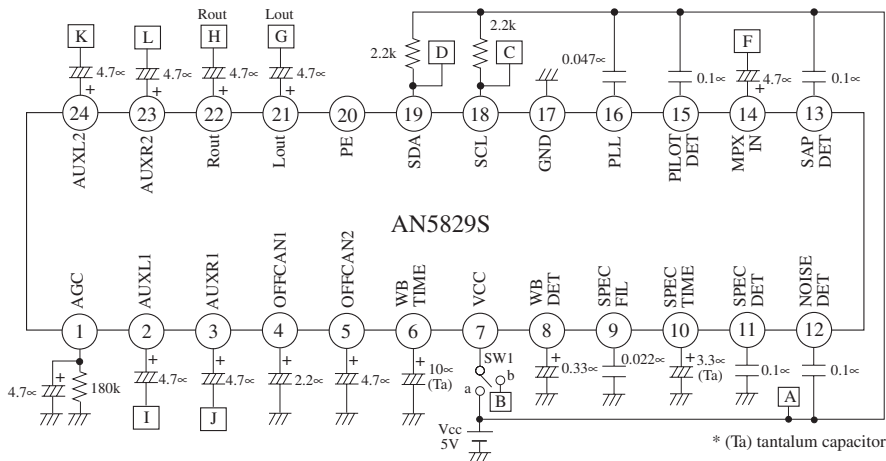 Rout
Lout
K
L
H
G
D
C
F
2.2k
2.2k
0.047∝
4.7∝
4.7∝
4.7∝
4.7∝
0.1∝
4.7∝
0.1∝
+
+
+
+
+
24
23
22
21
20
19
18
17
16
15
14
13
AUXL2
AUXR2
Rout
Lout
PE
SDA
SCL
GND
PLL
PILOT DET
MPX IN
SAP DET
AN5829S
AGC
AUXL1
AUXR1
OFFCAN1
OFFCAN2
WB TIME
VCC
WB DET
SPEC FIL
SPEC TIME
SPEC DET
NOISE DET
1
2
3
4
5
6
7
8
9
10
11
12
+
+
+
+
+
+
+
+
4.7∝
180k
4.7∝
4.7∝
2.2∝
4.7∝
10∝
(Ta)
SW1
a
b
B
0.33∝
0.022∝
3.3∝
(Ta)
0.1∝
0.1∝
A
I
J
Vcc
5V
* (Ta) tantalum capacitor